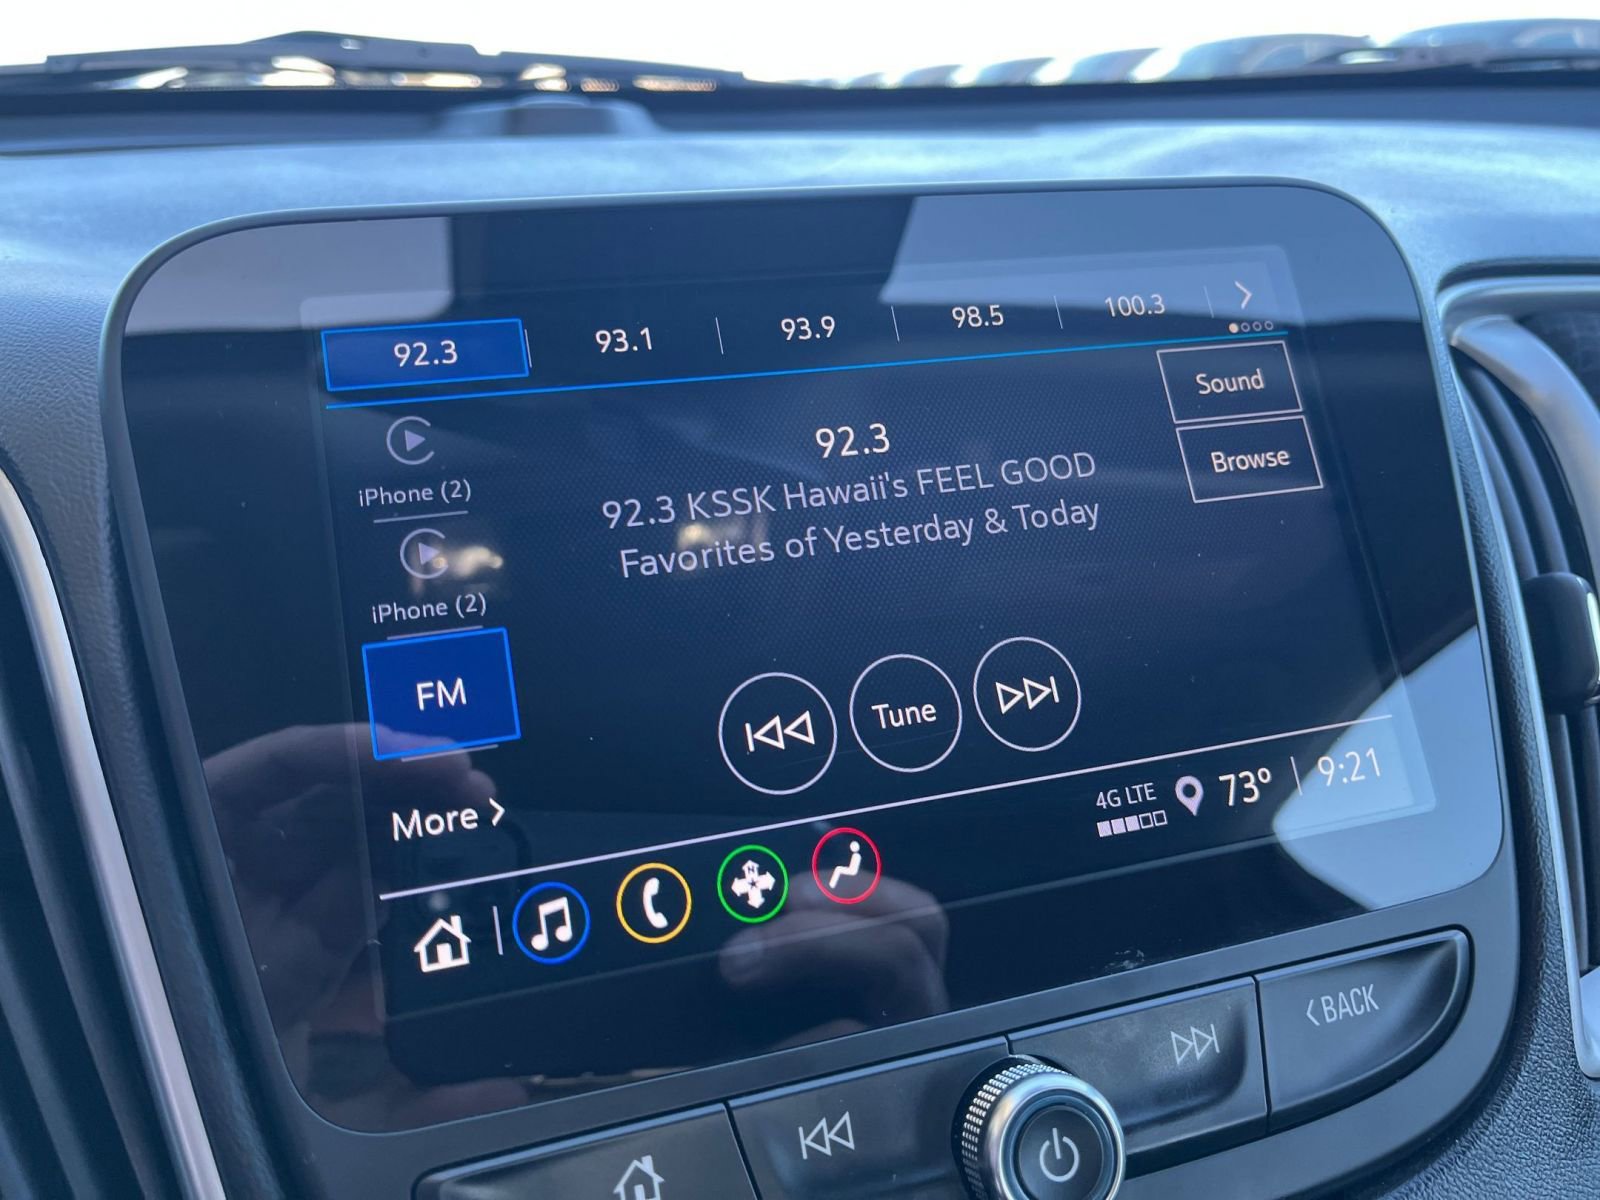 92.3
93.1
93.9
98.5
100.3
Sound
Browse
92.3
92.3 KSSK Hawaii's FEEL GOOD
Favorites of Yesterday & Today
iPhone (2)
iPhone (2)
FM
More >
Tune
4G LTE
73°
9:21
N
BACK